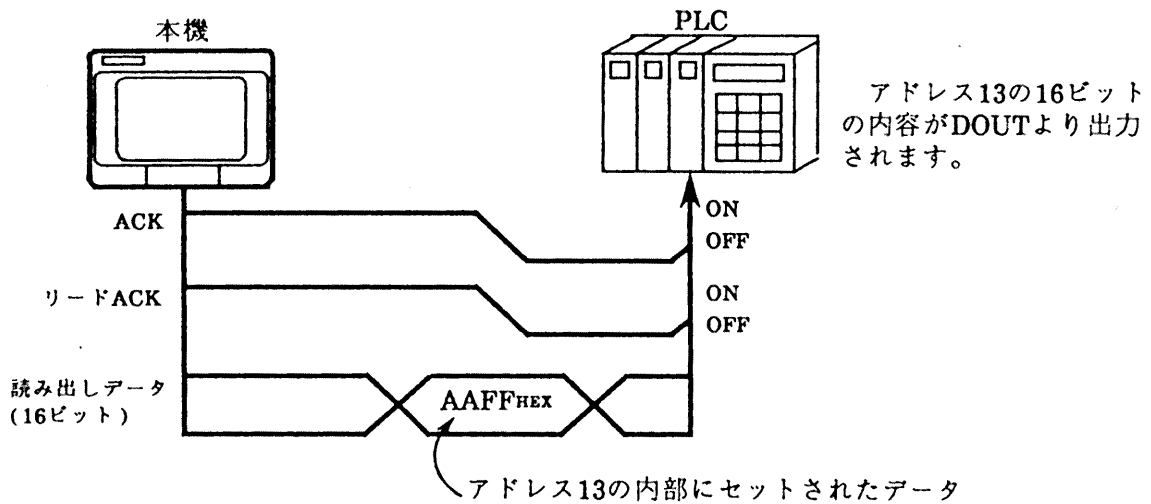 本機
PLC
アドレス13の16ビット
の内容がDOUTより出力
されます。
ACK
ON
OFF
リードACK
ON
OFF
読み出しデータ
(16ビット)
AAFFHEX
アドレス13の内部にセットされたデータ